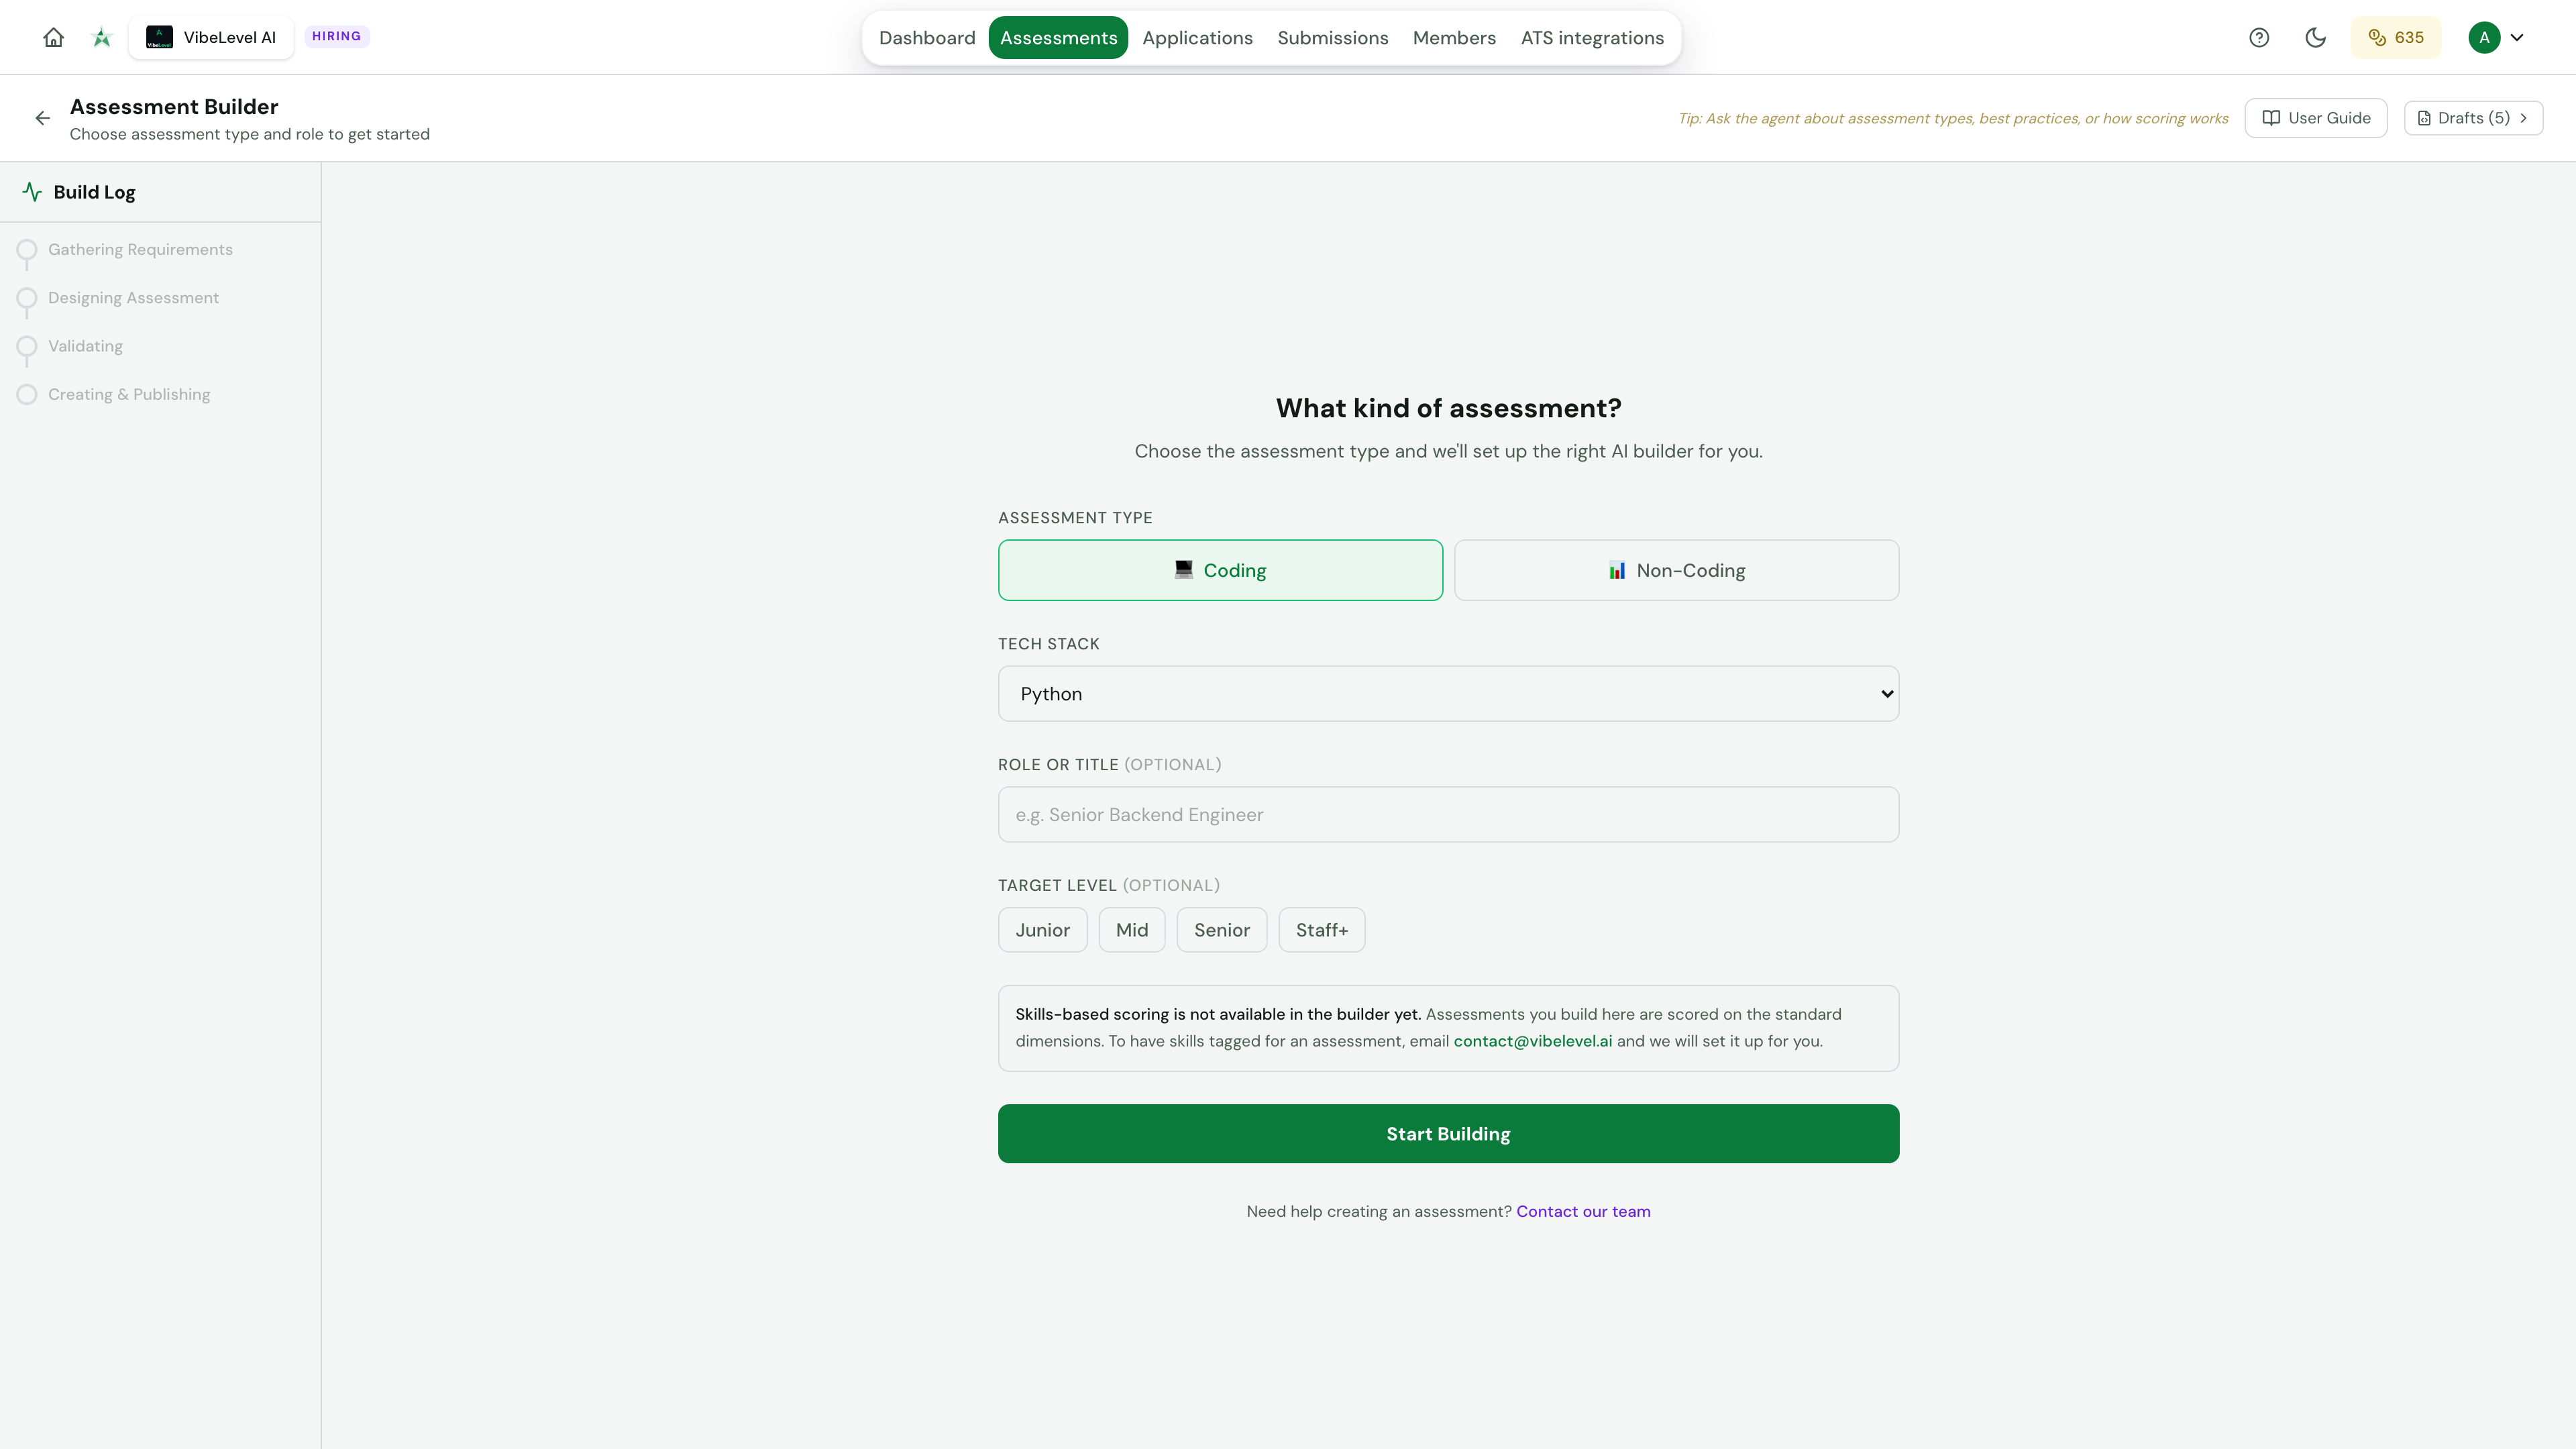 VibeLevel AI
HIRING
Dashboard
Assessments
Applications
Submissions
Members
ATS integrations
635
A
Assessment Builder
Choose assessment type and role to get started
Tip: Ask the agent about assessment types, best practices, or how scoring works
User Guide
Drafts (5)
Build Log
Gathering Requirements
Designing Assessment
Validating
Creating & Publishing
What kind of assessment?
Choose the assessment type and we'll set up the right AI builder for you.
ASSESSMENT TYPE
Coding
Non-Coding
TECH STACK
Python
ROLE OR TITLE (OPTIONAL)
e.g. Senior Backend Engineer
TARGET LEVEL (OPTIONAL)
Junior
Mid
Senior
Staff+
Skills-based scoring is not available in the builder yet. Assessments you build here are scored on the standard
dimensions. To have skills tagged for an assessment, email contact@vibelevel.ai and we will set it up for you.
Start Building
Need help creating an assessment? Contact our team